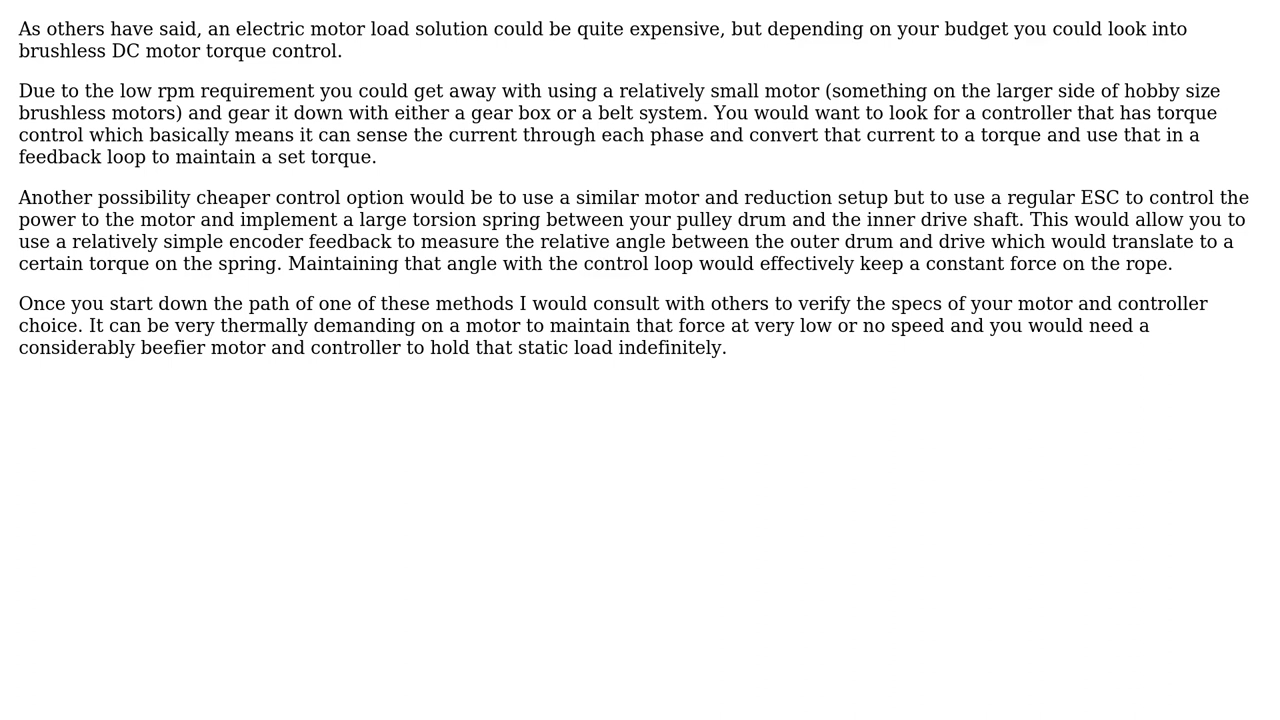 As others have said, an electric motor load solution could be quite expensive, but depending on your budget you could look into
brushless DC motor torque control.
Due to the low rpm requirement you could get away with using a relatively small motor (something on the larger side of hobby size
brushless motors) and gear it down with either a gear box or a belt system. You would want to look for a controller that has torque
control which basically means it can sense the current through each phase and convert that current to a torque and use that in a
feedback loop to maintain a set torque.
Another possibility cheaper control option would be to use a similar motor and reduction setup but to use a regular ESC to control the
power to the motor and implement a large torsion spring between your pulley drum and the inner drive shaft. This would allow you to
use a relatively simple encoder feedback to measure the relative angle between the outer drum and drive which would translate to a
certain torque on the spring. Maintaining that angle with the control loop would effectively keep a constant force on the rope.
Once you start down the path of one of these methods I would consult with others to verify the specs of your motor and controller
choice. It can be very thermally demanding on a motor to maintain that force at very low or no speed and you would need a
considerably beefier motor and controller to hold that static load indefinitely.